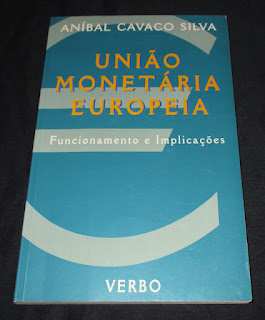 ANÍBAL CAVACO SILVA
UNIÃO
MONETÁRIA
EUROPEIA
Funcionamento e Implicações
VERBO